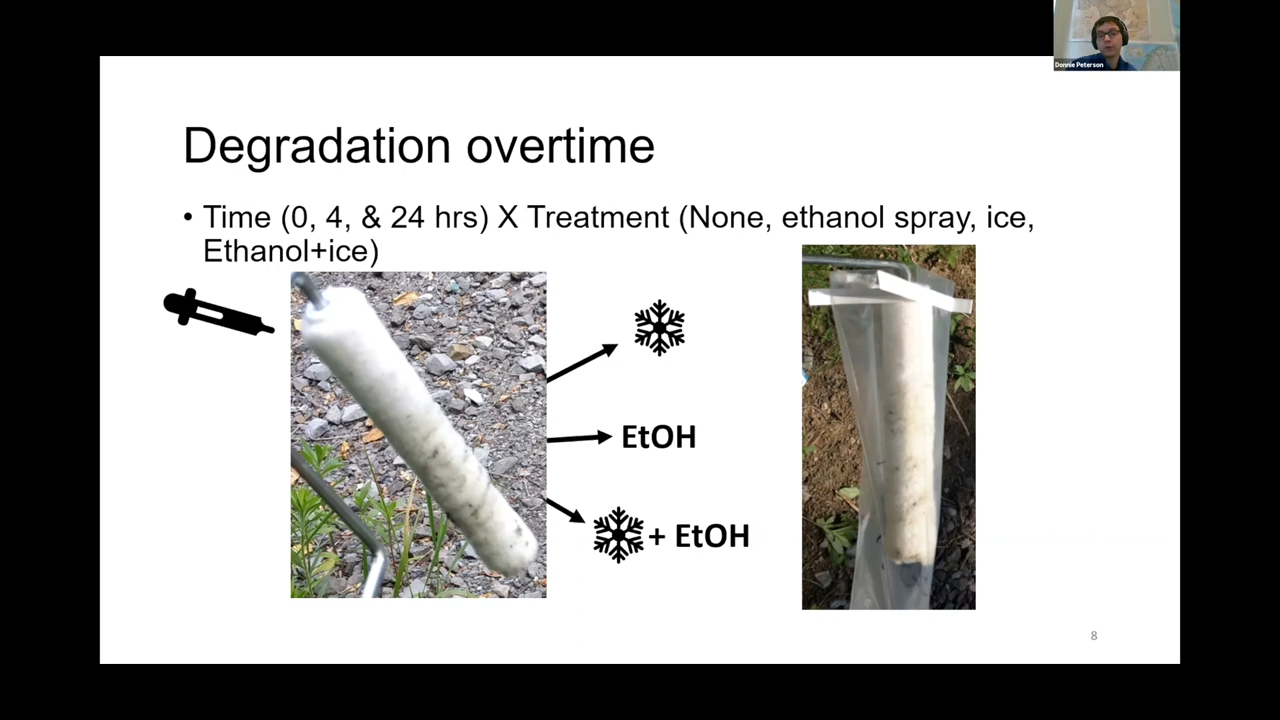 Donnie Peterson
Degradation overtime
• Time (0, 4, & 24 hrs) X Treatment (None, ethanol spray, ice,
Ethanol+ice)
EtOH
+ EtOH
8